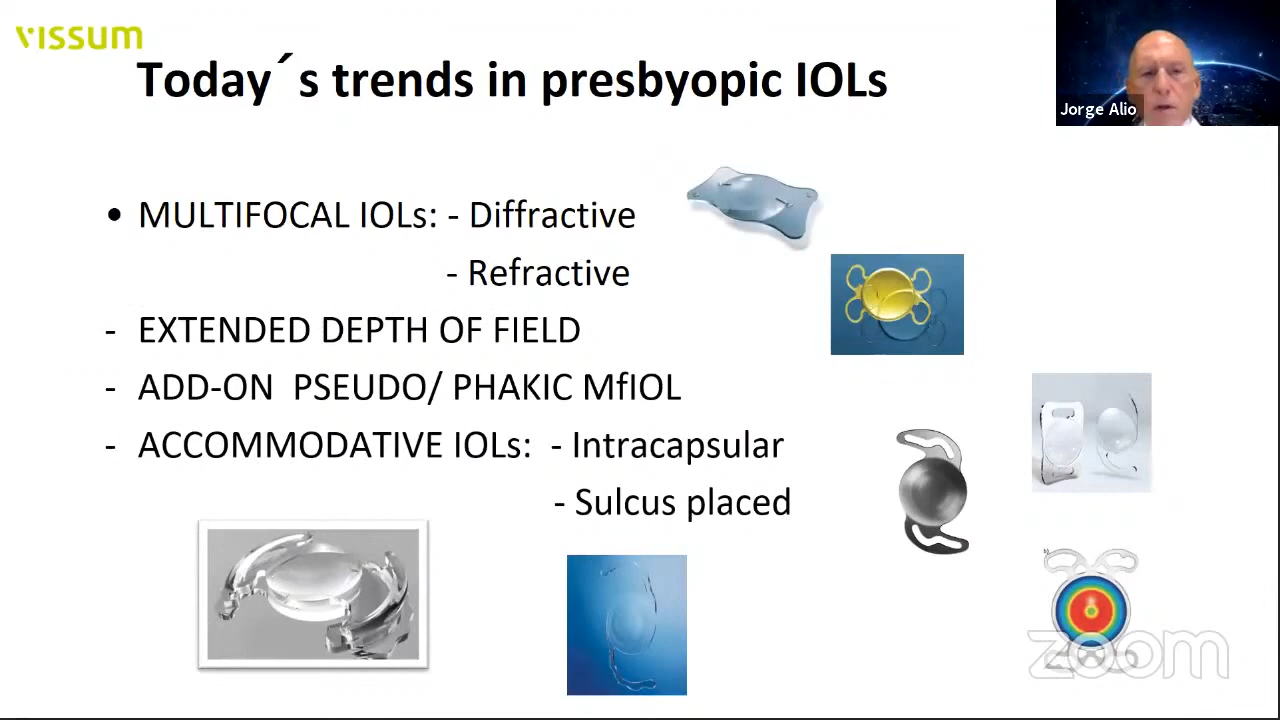 vissum
Today´s trends in presbyopic IOLs
Jorge Alio
• MULTIFOCAL IOLs: - Diffractive
- Refractive
- EXTENDED DEPTH OF FIELD
- ADD-ON PSEUDO/ PHAKIC MfIOL
- ACCOMMODATIVE IOLs: - Intracapsular
- Sulcus placed
zoom